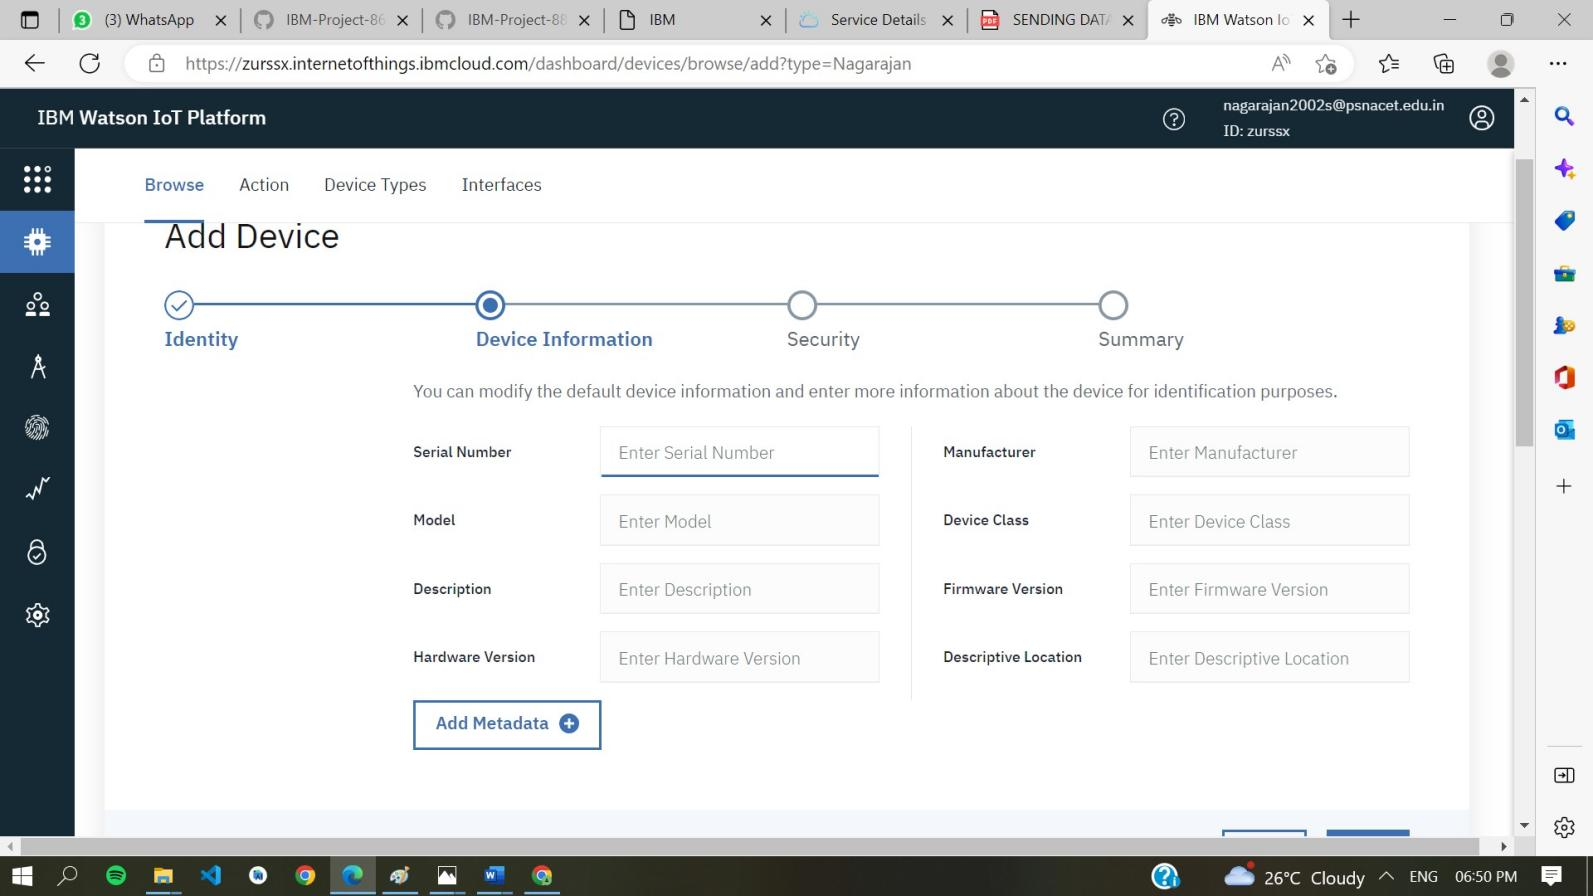 (3) WhatsApp
IBM-Project-86
IBM-Project-88
IBM
Service Details
SENDING DATA
IBM Watson Io
https://zurssx.internetofthings.ibmcloud.com/dashboard/devices/browse/add?type=Nagarajan
IBM Watson IoT Platform
nagarajan2002s@psnacet.edu.in
ID: zurssx
Browse Action Device Types Interfaces
Add Device
Identity Device Information Security Summary
You can modify the default device information and enter more information about the device for identification purposes.
Serial Number Enter Serial Number Manufacturer Enter Manufacturer
Model Enter Model Device Class Enter Device Class
Description Enter Description Firmware Version Enter Firmware Version
Hardware Version Enter Hardware Version Descriptive Location Enter Descriptive Location
Add Metadata
26°C Cloudy ENG 06:50 PM